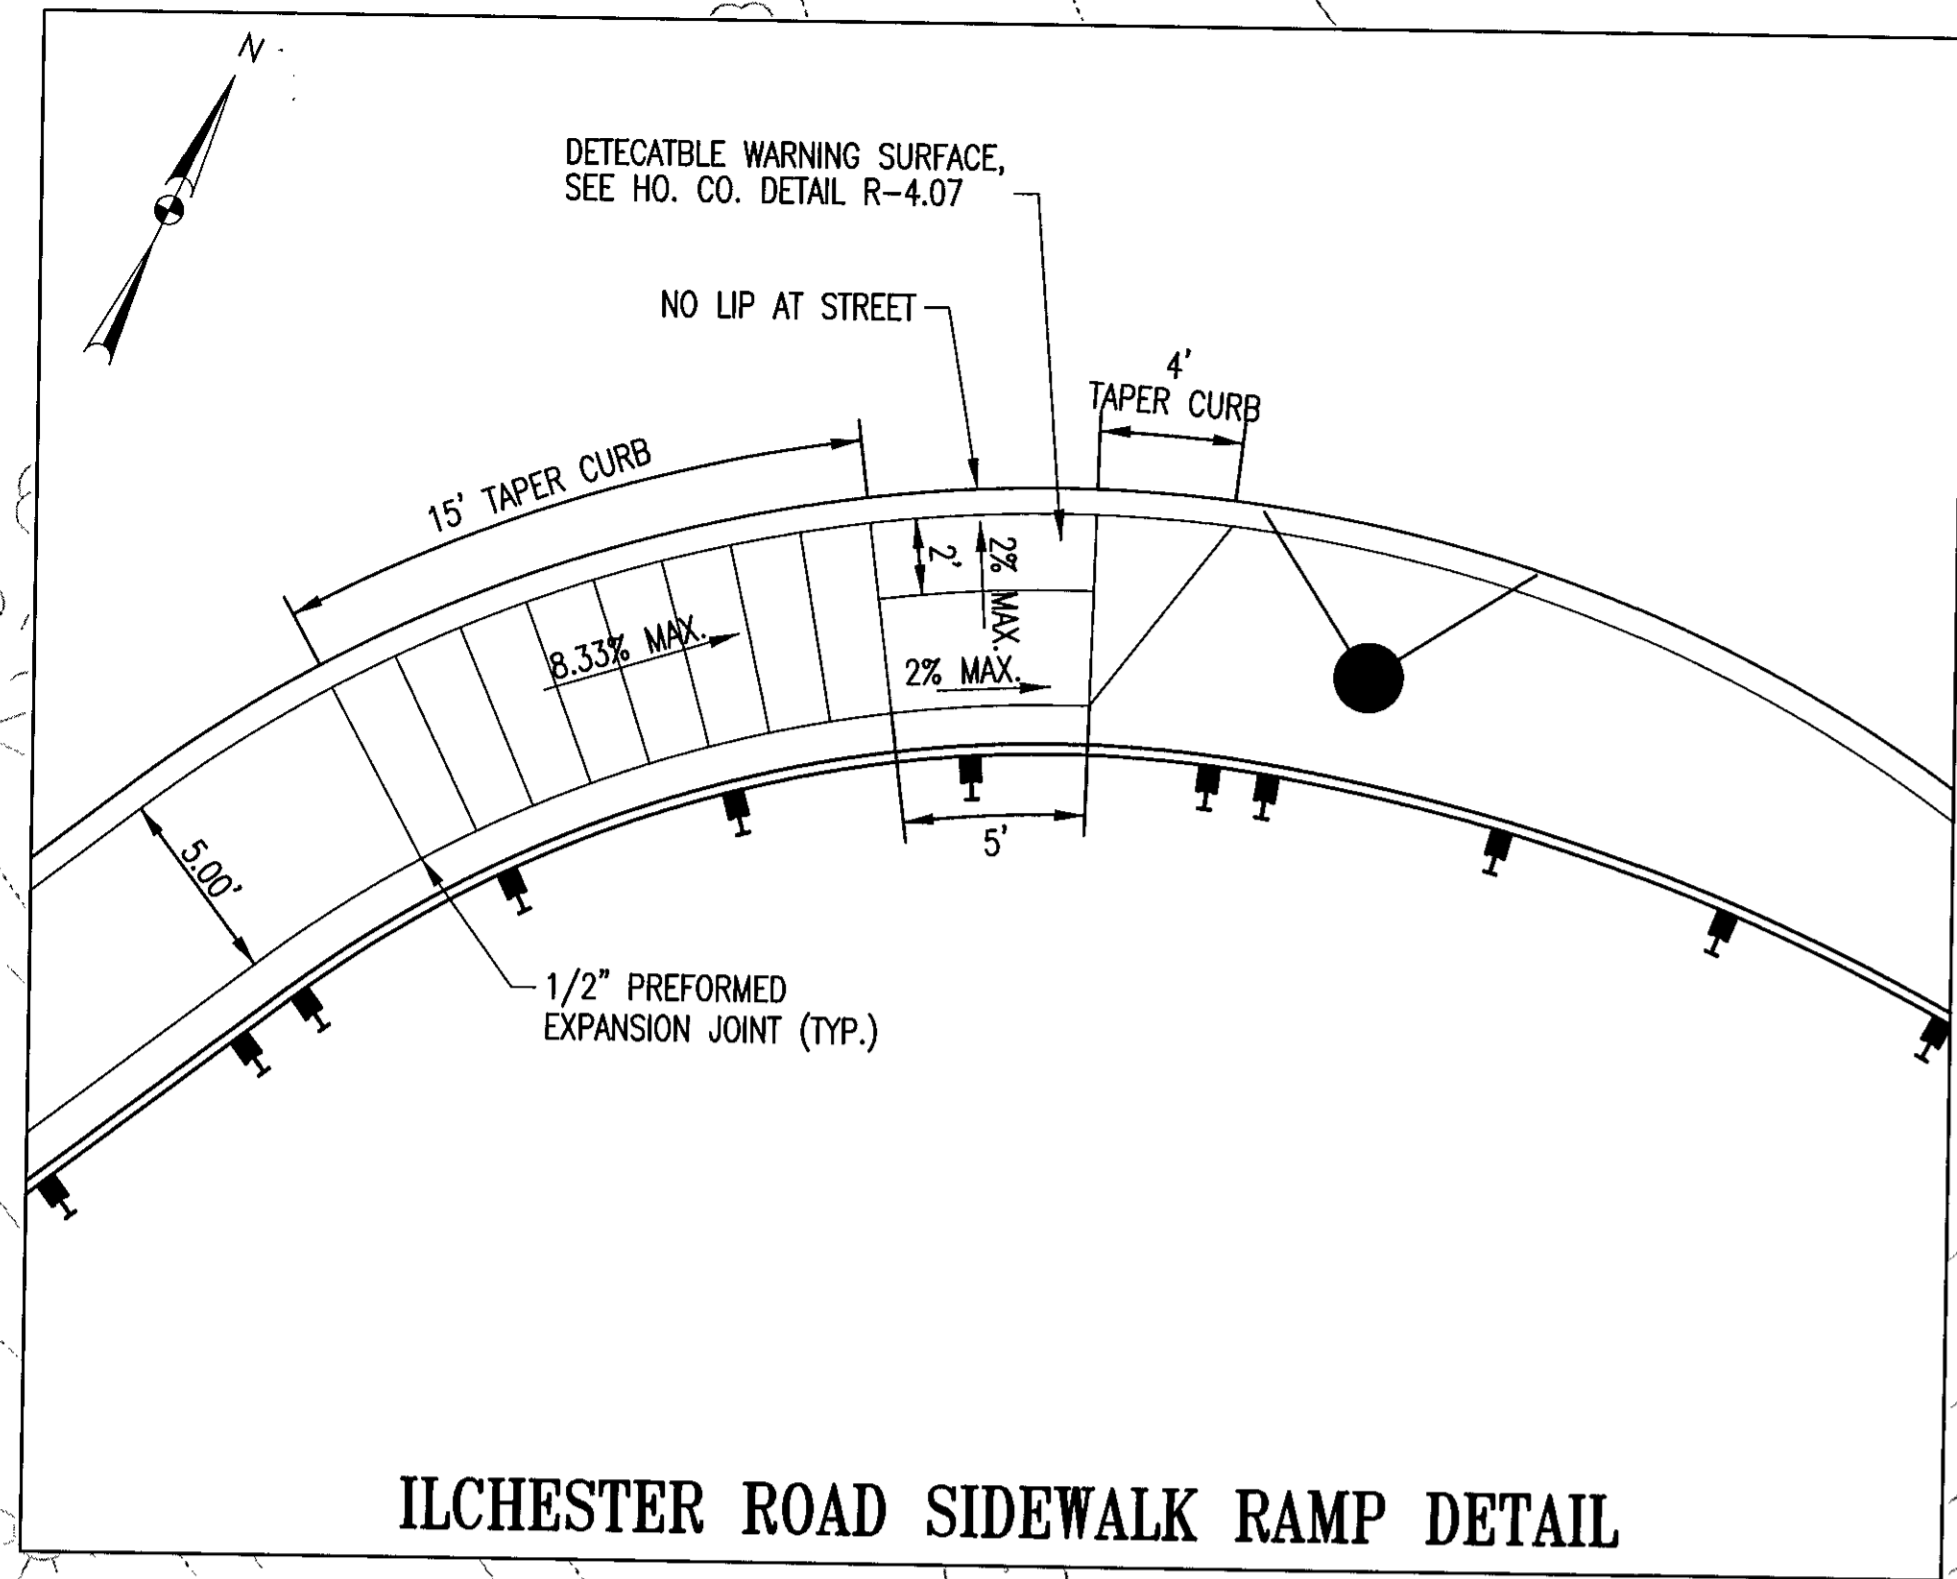 N
DETECATBLE WARNING SURFACE,
SEE HO. CO. DETAIL R-4.07
NO LIP AT STREET
4'
TAPER CURB
15' TAPER CURB
2'
2% MAX.
8.33% MAX.
2% MAX.
5.00'
5'
1/2" PREFORMED
EXPANSION JOINT (TYP.)
ILCHESTER ROAD SIDEWALK RAMP DETAIL